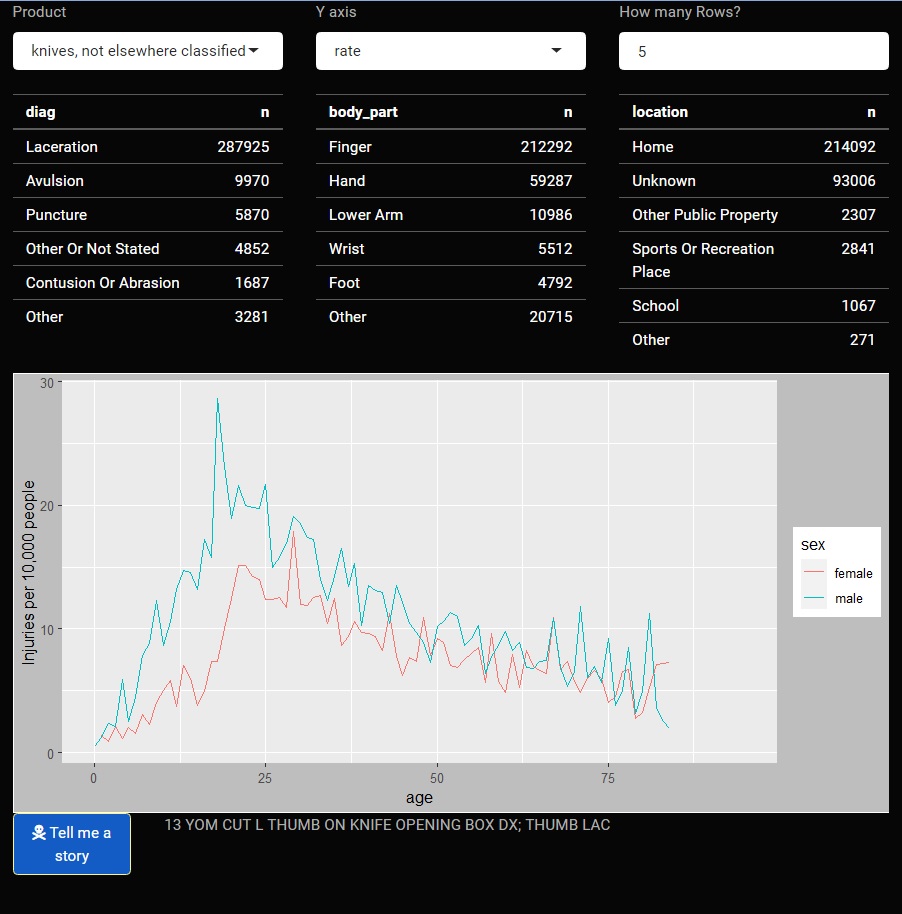 Product
Y axis
How many Rows?
knives, not elsewhere classified
rate
5
diag n
Laceration 287925
Avulsion 9970
Puncture 5870
Other Or Not Stated 4852
Contusion Or Abrasion 1687
Other 3281
body_part n
Finger 212292
Hand 59287
Lower Arm 10986
Wrist 5512
Foot 4792
Other 20715
location n
Home 214092
Unknown 93006
Other Public Property 2307
Sports Or Recreation 2841
Place
School 1067
Other 271
Injuries per 10,000 people
30
20
10
0
0 25 50 75
age
sex
female
male
Tell me a
story
13 YOM CUT L THUMB ON KNIFE OPENING BOX DX; THUMB LAC